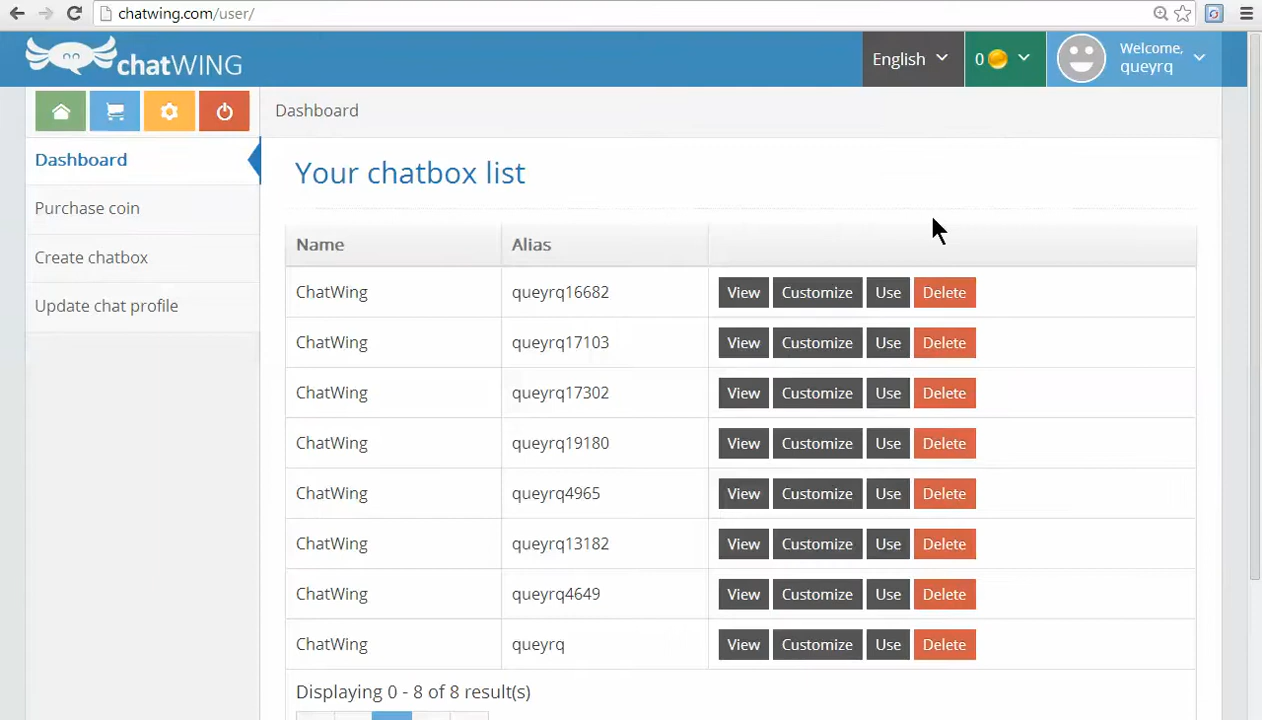 chatwing.com/user/
chatWING
English
0
Welcome,
queyrq
Dashboard
Dashboard
Purchase coin
Create chatbox
Update chat profile
Your chatbox list
Name Alias
ChatWing queyrq16682 View Customize Use Delete
ChatWing queyrq17103 View Customize Use Delete
ChatWing queyrq17302 View Customize Use Delete
ChatWing queyrq19180 View Customize Use Delete
ChatWing queyrq4965 View Customize Use Delete
ChatWing queyrq13182 View Customize Use Delete
ChatWing queyrq4649 View Customize Use Delete
ChatWing queyrq View Customize Use Delete
Displaying 0 - 8 of 8 result(s)